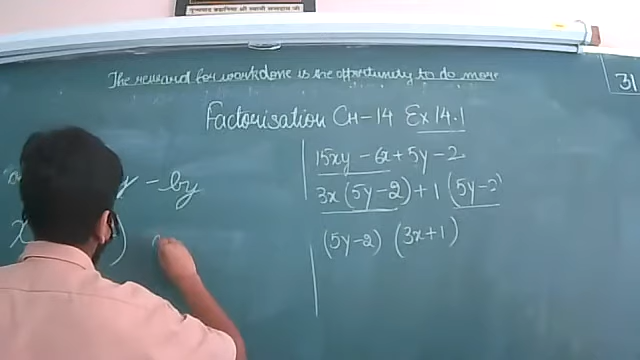 The reward for work done is the opportunity to do more
31
Factorisation CH-14 Ex 14.1
15xy - 6x + 5y - 2
3x (5y-2) + 1 (5y-2)
(5y-2) (3x+1)
y - by
x )
(